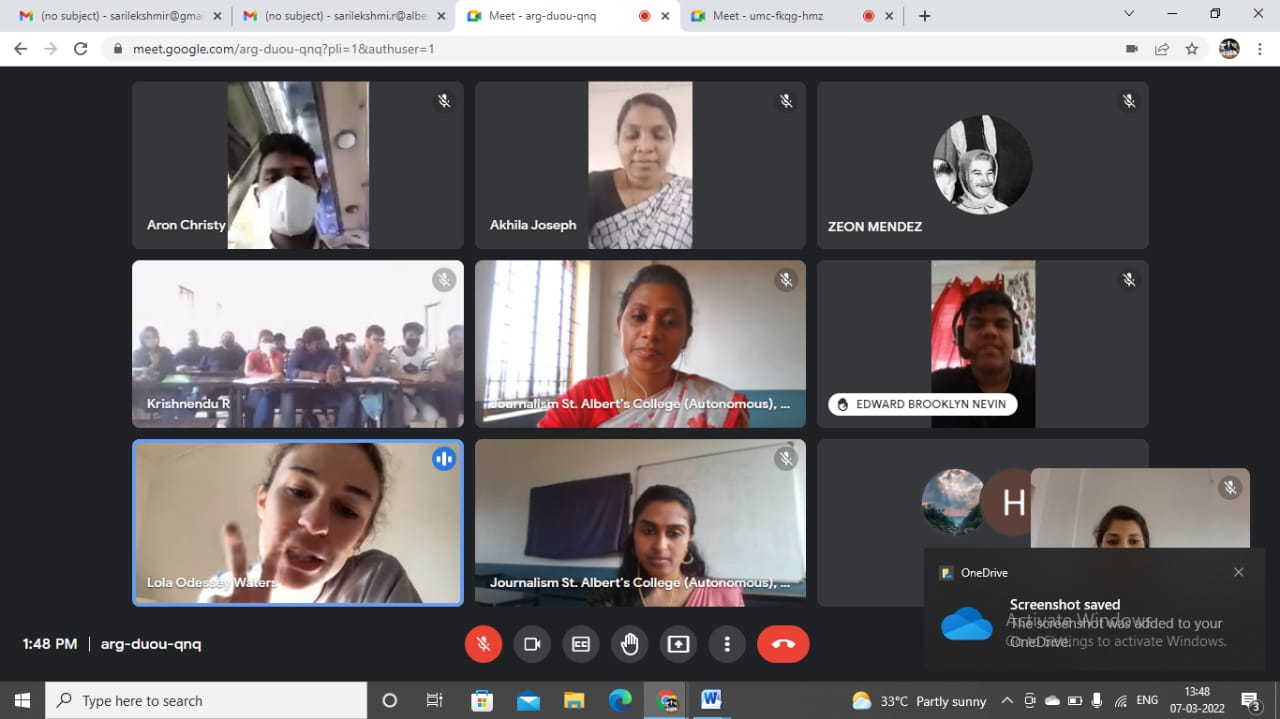 (no subject) - sarilekshmir@gma
(no subject) - sarilekshmi.r@albe
Meet - arg-duou-qnq
Meet - umc-fkqg-hmz
meet.google.com/arg-duou-qnq?pli=1&authuser=1
Aron Christy
Akhila Joseph
ZEON MENDEZ
Krishnendu R
Journalism St. Albert's College (Autonomous), ...
EDWARD BROOKLYN NEVIN
Lola Odessey Waters
Journalism St. Albert's College (Autonomous), ...
H
OneDrive
Screenshot saved
The screenshot was added to your
OneDrive.
Activate Windows
Go to Settings to activate Windows.
1:48 PM | arg-duou-qnq
CC
Type here to search
W
33°C Partly sunny
ENG
13:48
07-03-2022
3